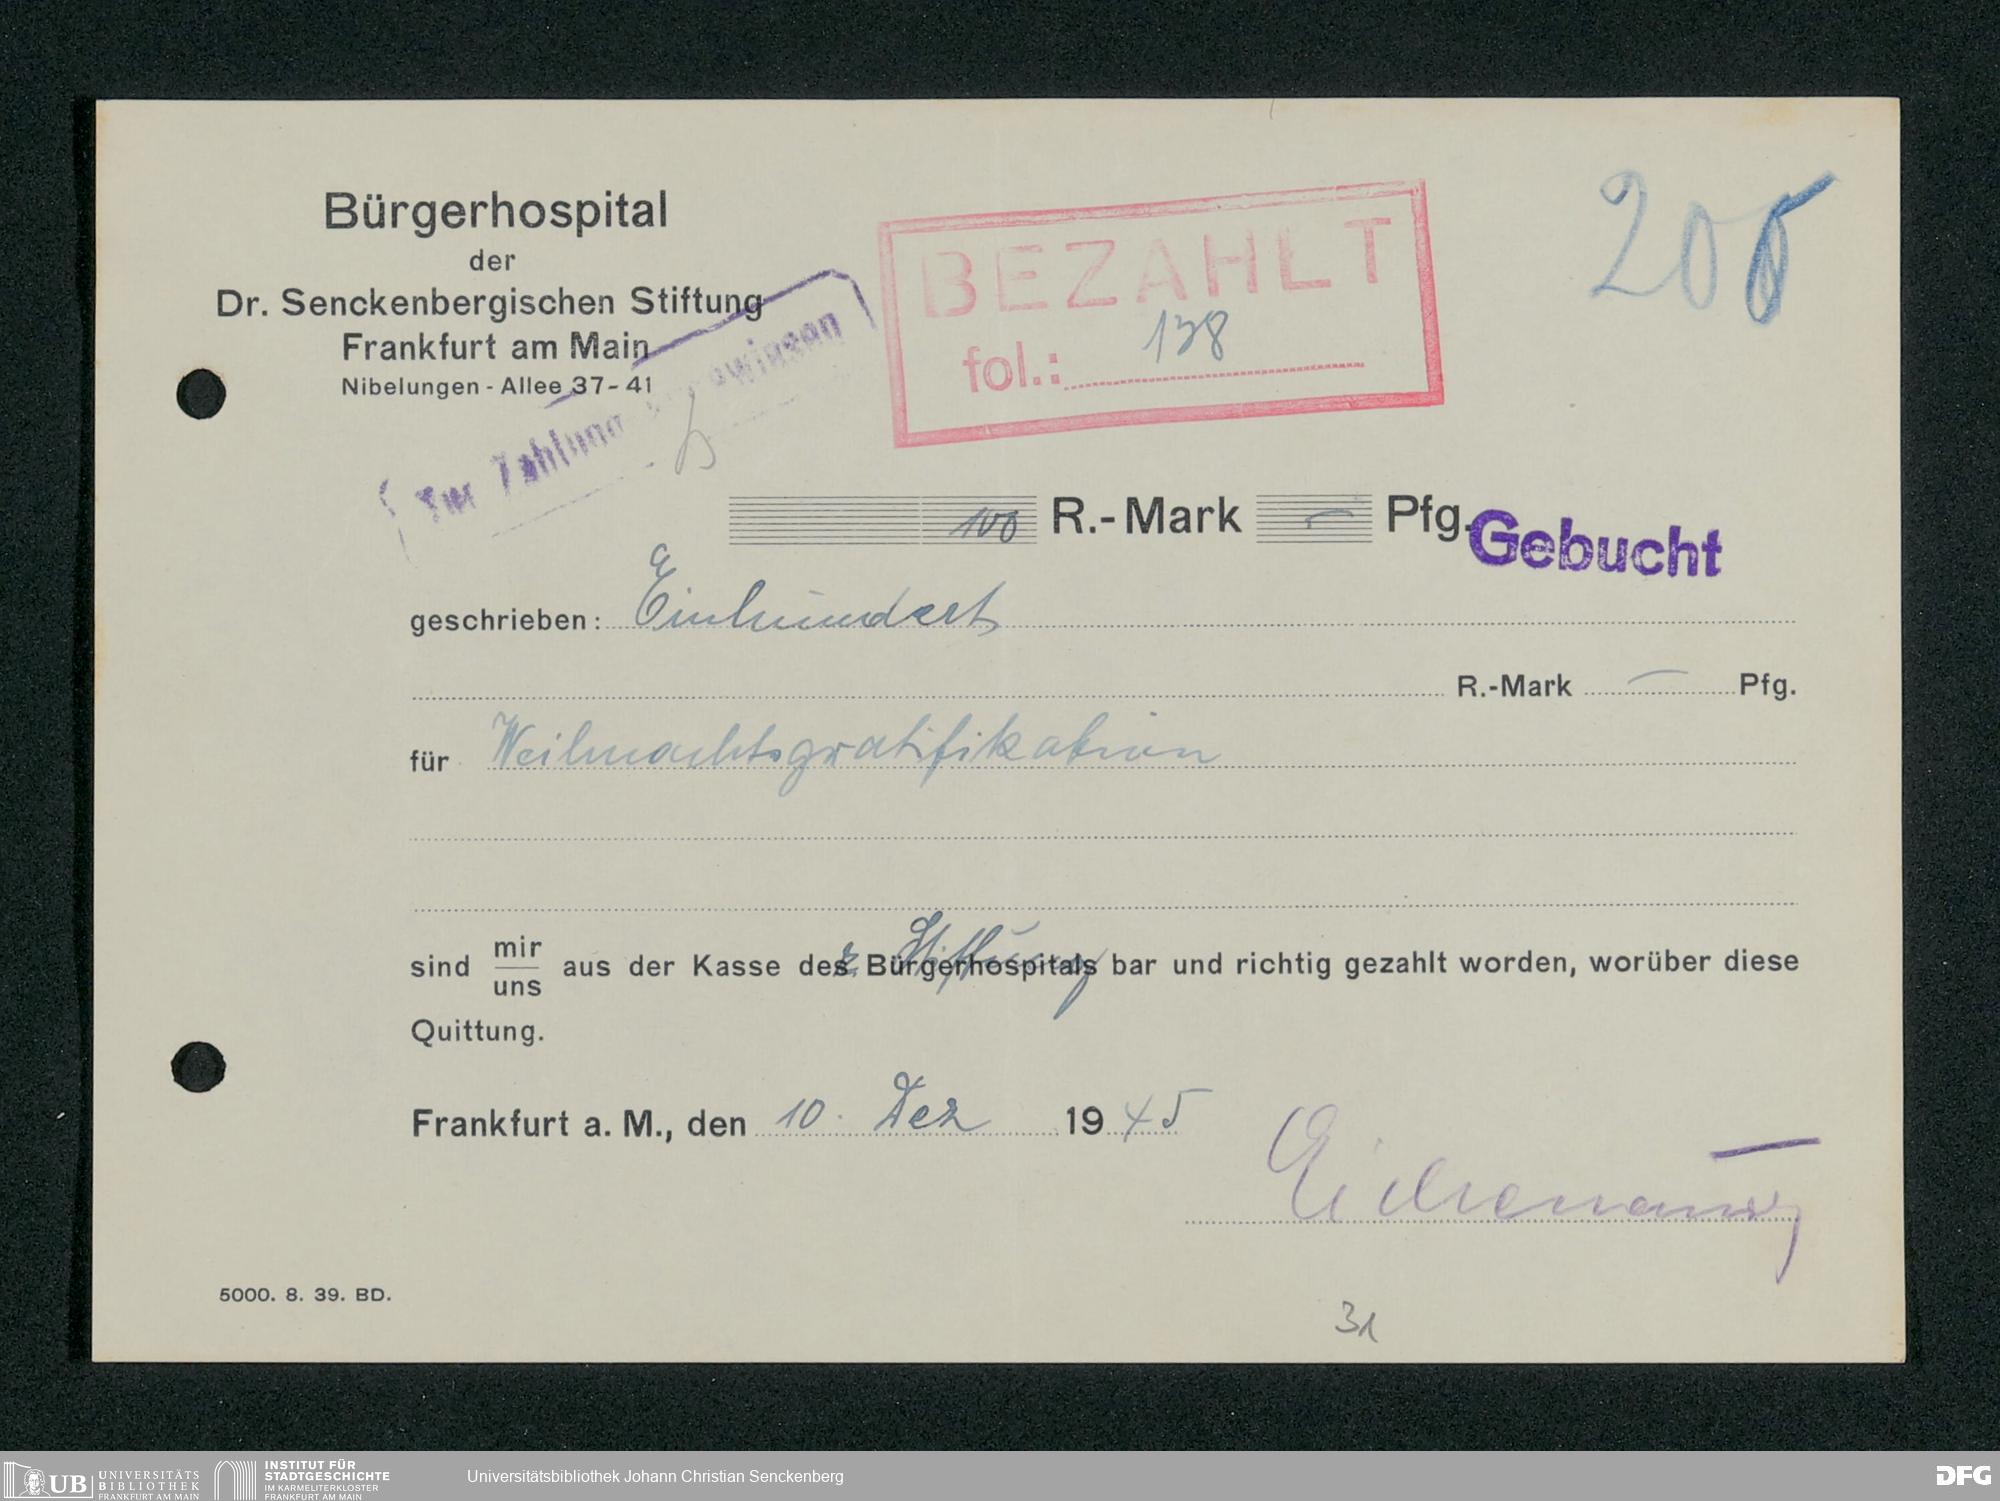 Bürgerhospital
der
Dr. Senckenbergischen Stiftung
Frankfurt am Main
Nibelungen - Allee 37-41
Zur Zahlung angewiesen
BEZAHLT
fol.: 138
100 R.-Mark — Pfg.
Gebucht
geschrieben: Einhundert
R.-Mark — Pfg.
für Weihnachtsgratifikation
sind mir/uns aus der Kasse des Bürgerhospitals bar und richtig gezahlt worden, worüber diese
r Stiftung
Quittung.
Frankfurt a. M., den 10. Dez 1945
5000. 8. 39. BD.
31
UB UNIVERSITÄTS
BIBLIOTHEK
FRANKFURT AM MAIN
INSTITUT FÜR
STADTGESCHICHTE
IM KARMELITERKLOSTER
FRANKFURT AM MAIN
Universitätsbibliothek Johann Christian Senckenberg
DFG